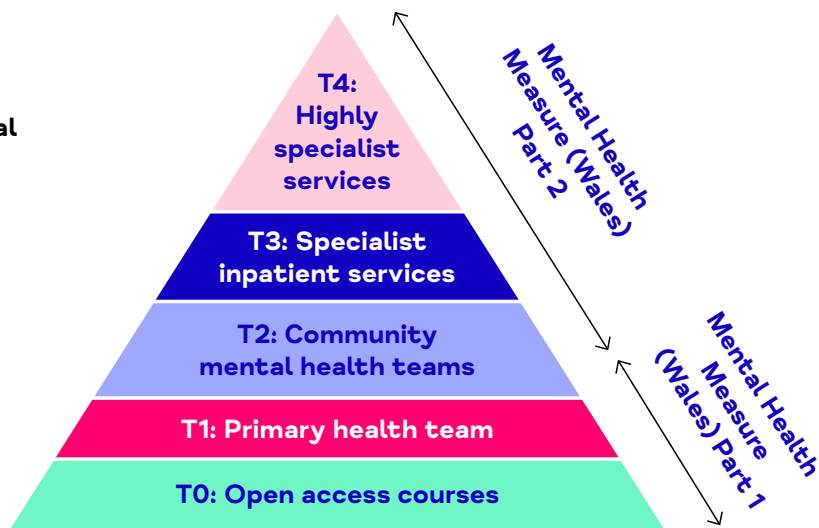 al
T4:
Highly
specialist
services
T3: Specialist
inpatient services
T2: Community
mental health teams
T1: Primary health team
T0: Open access courses
Mental Health
Measure (Wales)
Part 2
Mental Health
Measure
(Wales) Part 1